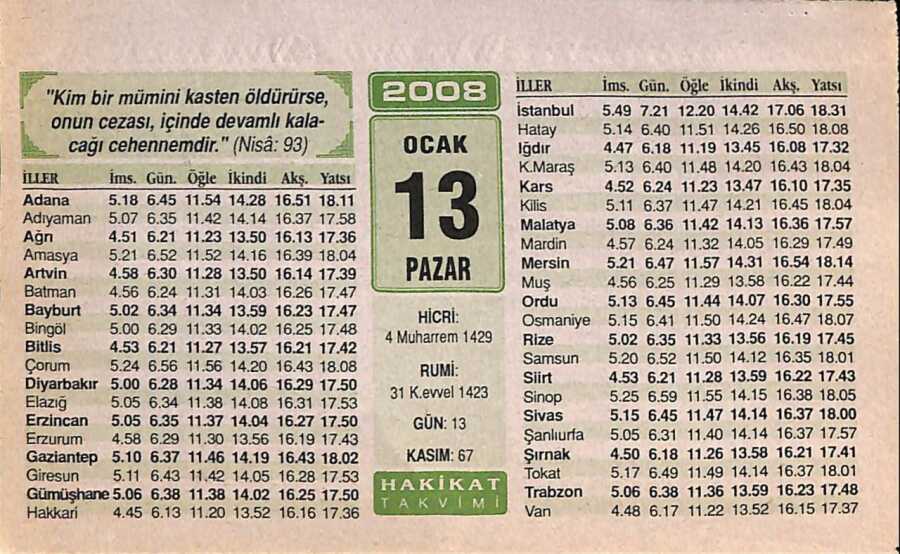 "Kim bir mümini kasten öldürürse,
onun cezası, içinde devamlı kala-
cağı cehennemdir." (Nisâ: 93)
İLLER İms. Gün. Öğle İkindi Akş. Yatsı
Adana 5.18 6.45 11.54 14.28 16.51 18.11
Adıyaman 5.07 6.35 11.42 14.14 16.37 17.58
Ağrı 4.51 6.21 11.23 13.50 16.13 17.36
Amasya 5.21 6.52 11.52 14.16 16.39 18.04
Artvin 4.58 6.30 11.28 13.50 16.14 17.39
Batman 4.56 6.24 11.31 14.03 16.26 17.47
Bayburt 5.02 6.34 11.34 13.59 16.23 17.47
Bingöl 5.00 6.29 11.33 14.02 16.25 17.48
Bitlis 4.53 6.21 11.27 13.57 16.21 17.42
Çorum 5.24 6.56 11.56 14.20 16.43 18.08
Diyarbakır 5.00 6.28 11.34 14.06 16.29 17.50
Elazığ 5.05 6.34 11.38 14.08 16.31 17.53
Erzincan 5.05 6.35 11.37 14.04 16.27 17.50
Erzurum 4.58 6.29 11.30 13.56 16.19 17.43
Gaziantep 5.10 6.37 11.46 14.19 16.43 18.02
Giresun 5.11 6.43 11.42 14.05 16.28 17.53
Gümüşhane 5.06 6.38 11.38 14.02 16.25 17.50
Hakkari 4.45 6.13 11.20 13.52 16.16 17.36
2008
OCAK
13
PAZAR
HİCRİ:
4 Muharrem 1429
RUMİ:
31 K.evvel 1423
GÜN: 13
KASIM: 67
HAKİKAT
TAKVİMİ
İLLER İms. Gün. Öğle İkindi Akş. Yatsı
İstanbul 5.49 7.21 12.20 14.42 17.06 18.31
Hatay 5.14 6.40 11.51 14.26 16.50 18.08
Iğdır 4.47 6.18 11.19 13.45 16.08 17.32
K.Maraş 5.13 6.40 11.48 14.20 16.43 18.04
Kars 4.52 6.24 11.23 13.47 16.10 17.35
Kilis 5.11 6.37 11.47 14.21 16.45 18.04
Malatya 5.08 6.36 11.42 14.13 16.36 17.57
Mardin 4.57 6.24 11.32 14.05 16.29 17.49
Mersin 5.21 6.47 11.57 14.31 16.54 18.14
Muş 4.56 6.25 11.29 13.58 16.22 17.44
Ordu 5.13 6.45 11.44 14.07 16.30 17.55
Osmaniye 5.15 6.41 11.50 14.24 16.47 18.07
Rize 5.02 6.35 11.33 13.56 16.19 17.45
Samsun 5.20 6.52 11.50 14.12 16.35 18.01
Siirt 4.53 6.21 11.28 13.59 16.22 17.43
Sinop 5.25 6.59 11.55 14.15 16.38 18.05
Sivas 5.15 6.45 11.47 14.14 16.37 18.00
Şanlıurfa 5.05 6.31 11.40 14.14 16.37 17.57
Şırnak 4.50 6.18 11.26 13.58 16.21 17.41
Tokat 5.17 6.49 11.49 14.14 16.37 18.01
Trabzon 5.06 6.38 11.36 13.59 16.23 17.48
Van 4.48 6.17 11.22 13.52 16.15 17.37